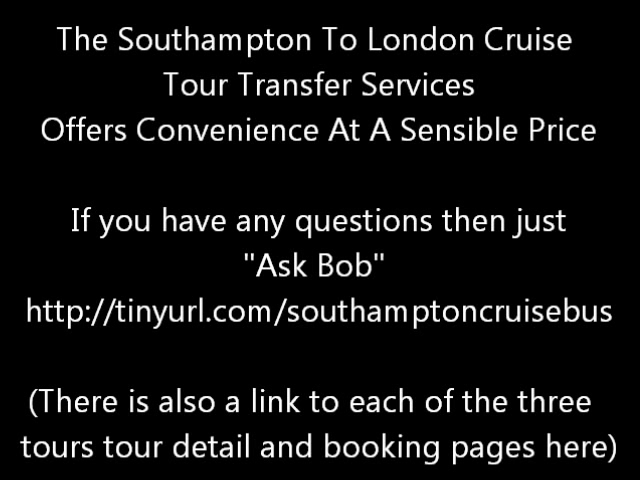 The Southampton To London Cruise
Tour Transfer Services
Offers Convenience At A Sensible Price
If you have any questions then just
"Ask Bob"
http://tinyurl.com/southamptoncruisebus
(There is also a link to each of the three
tours tour detail and booking pages here)